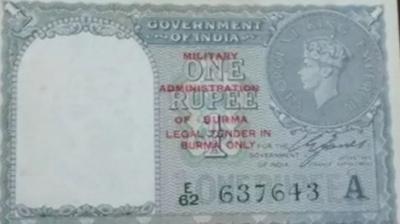 GOVERNMENT
OF INDIA
MILITARY
ONE
ADMINISTRATION
RUPEE
OF BURMA
1
LEGAL TENDER IN
BURMA ONLY
FOR THE
GOVERNMENT
OF INDIA
E/62 637643 A